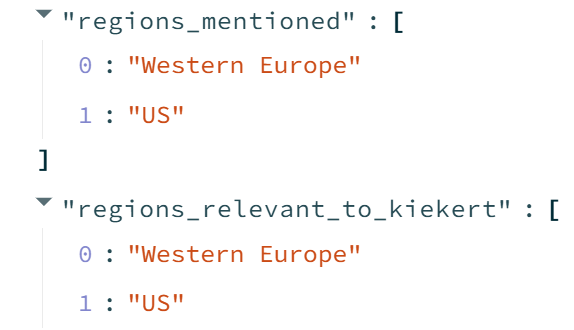 "regions_mentioned" : [
0 : "Western Europe"
1 : "US"
]
"regions_relevant_to_kiekert" : [
0 : "Western Europe"
1 : "US"